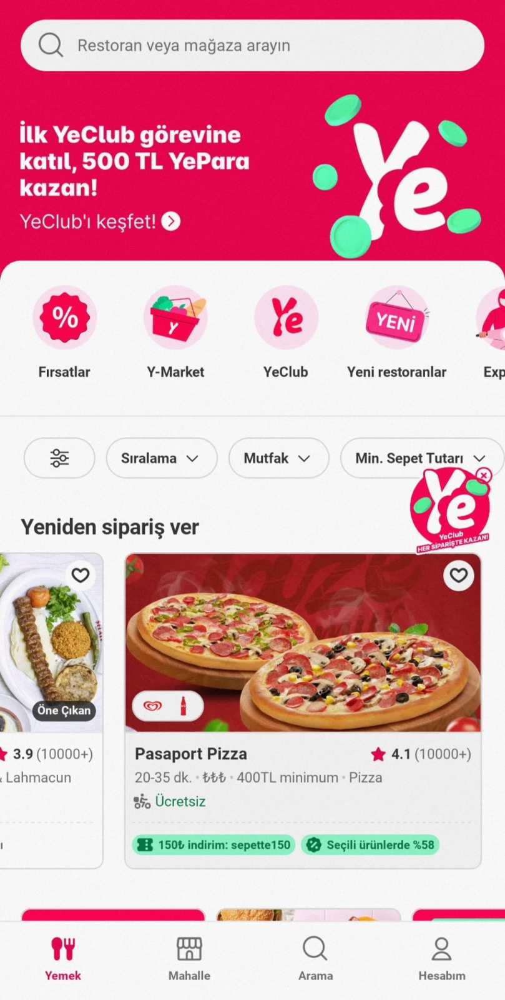 Restoran veya mağaza arayın
İlk YeClub görevine
katıl, 500 TL YePara
kazan!
YeClub'ı keşfet!
Ye
%
Y
Ye
YENİ
Fırsatlar
Y-Market
YeClub
Yeni restoranlar
Exp
Sıralama
Mutfak
Min. Sepet Tutarı
Ye
YeClub
HER SİPARİŞTE KAZAN!
Yeniden sipariş ver
Öne Çıkan
3.9 (10000+)
Lahmacun
Pasaport Pizza
4.1 (10000+)
20-35 dk. · ₺₺₺ · 400TL minimum · Pizza
Ücretsiz
150₺ indirim: sepette150
Seçili ürünlerde %58
Yemek
Mahalle
Arama
Hesabım